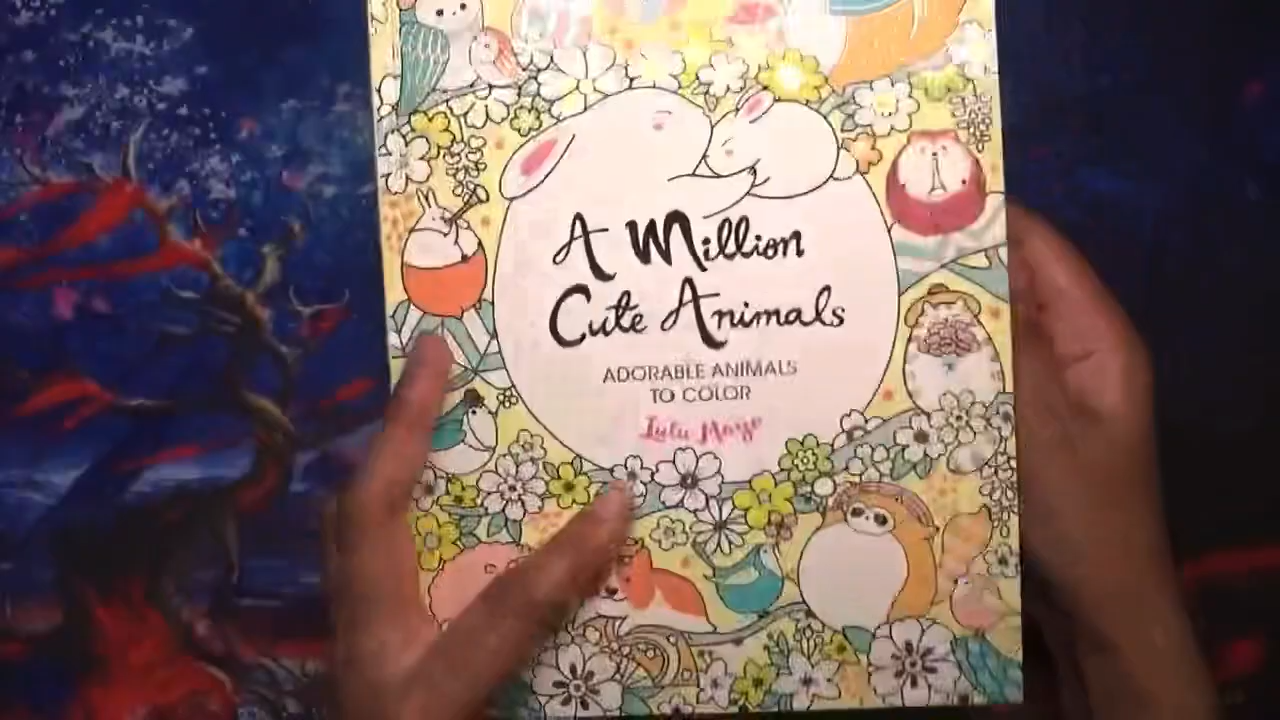 A Million
Cute Animals
ADORABLE ANIMALS
TO COLOR
Lulu Mayo